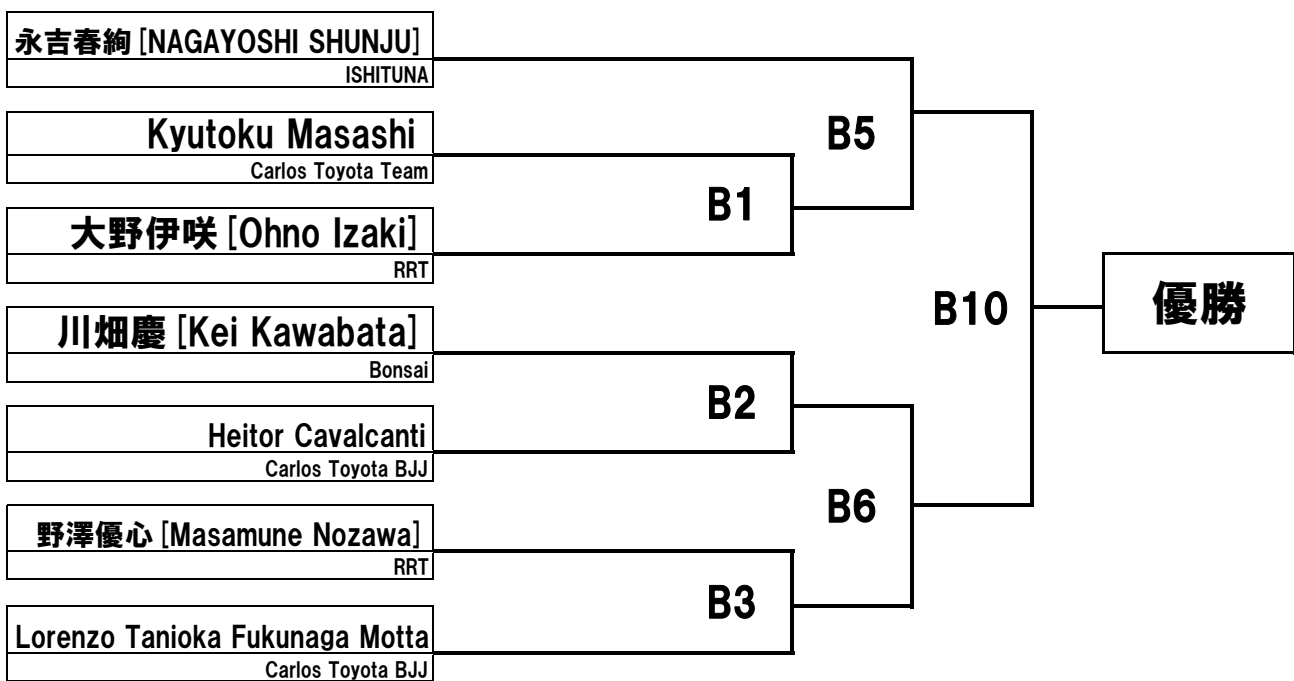 永吉春絢 [NAGAYOSHI SHUNJU]
ISHITUNA
Kyutoku Masashi
Carlos Toyota Team
大野伊咲 [Ohno Izaki]
RRT
川畑慶 [Kei Kawabata]
Bonsai
Heitor Cavalcanti
Carlos Toyota BJJ
野澤優心 [Masamune Nozawa]
RRT
Lorenzo Tanioka Fukunaga Motta
Carlos Toyota BJJ
B1
B2
B3
B5
B6
B10
優勝